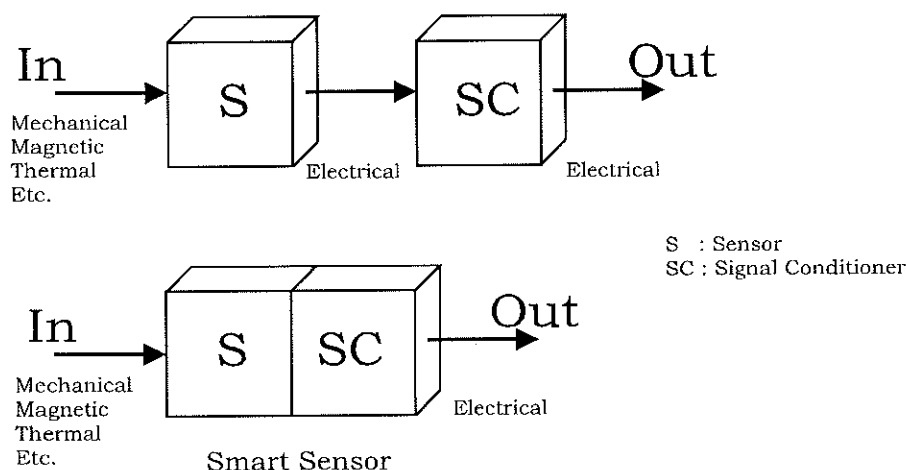 In
Mechanical
Magnetic
Thermal
Etc.
S
Electrical
SC
Out
Electrical
S : Sensor
SC : Signal Conditioner
In
Mechanical
Magnetic
Thermal
Etc.
S
SC
Out
Electrical
Smart Sensor